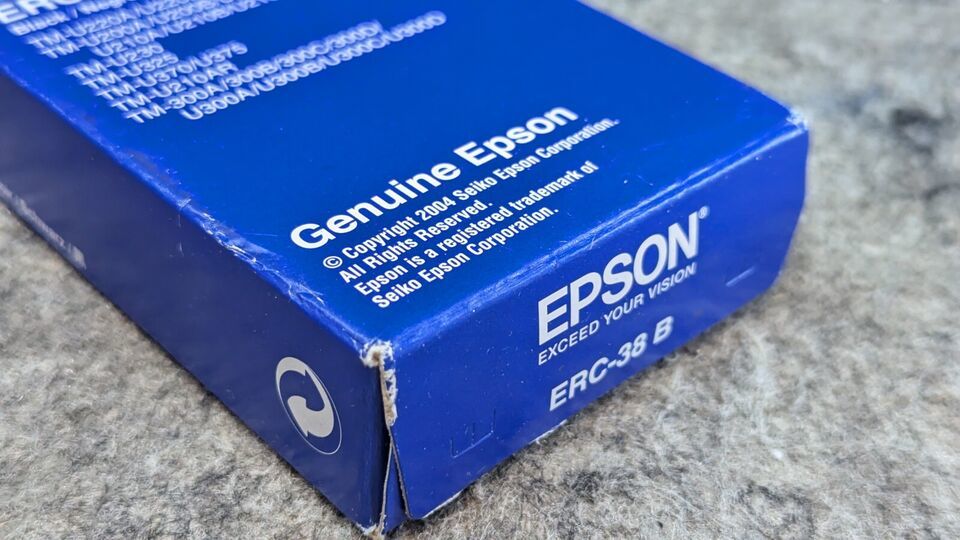 TM-U230
TM-U325
TM-U370/U375
TM-U210AR
TM-300A/300B/300C/300D/
U300A/U300B/U300C/U300D
Genuine Epson
© Copyright 2004 Seiko Epson Corporation.
All Rights Reserved.
Epson is a registered trademark of
Seiko Epson Corporation.
EPSON®
EXCEED YOUR VISION
ERC-38 B